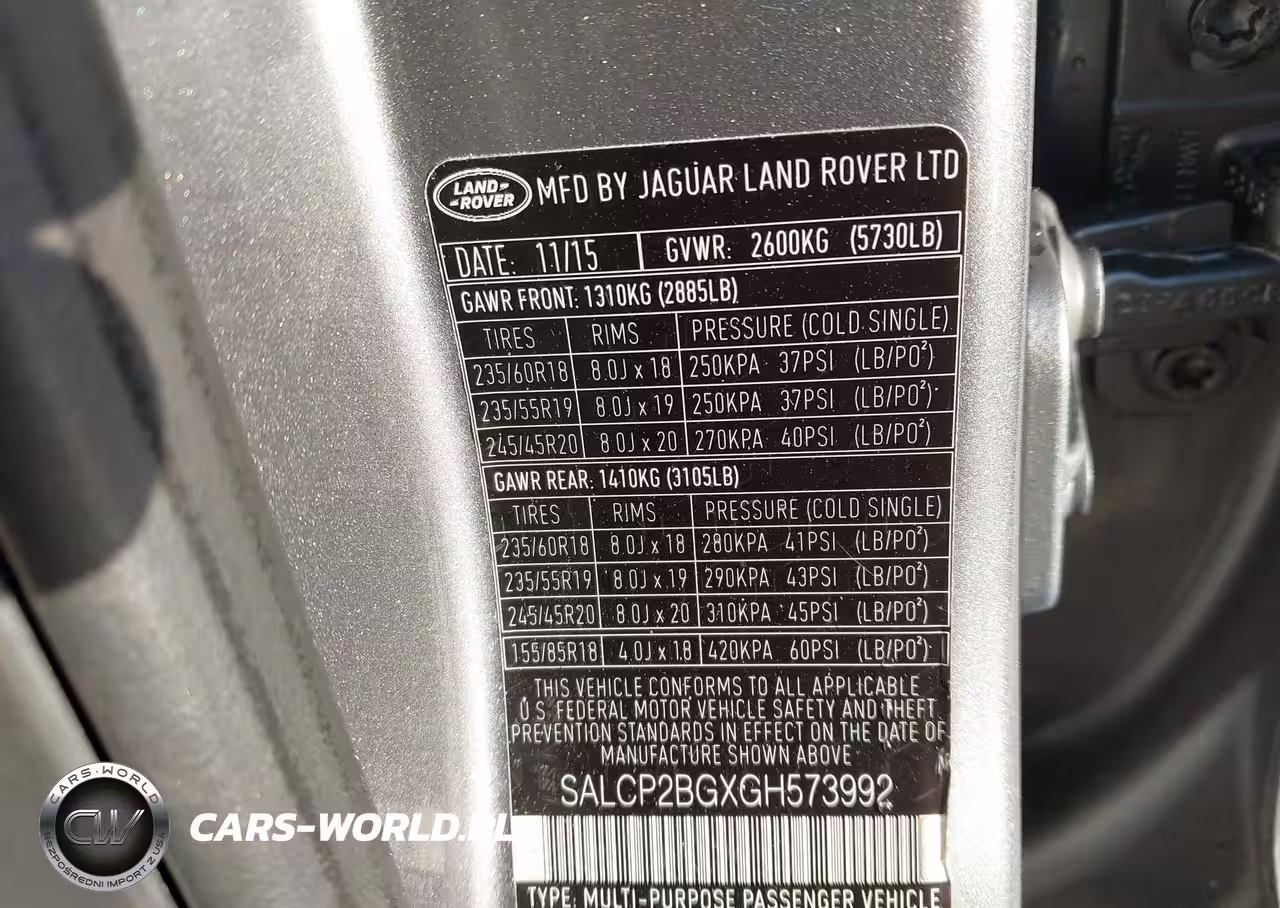 LAND-
-ROVER
MFD BY JAGUAR LAND ROVER LTD
DATE: 11/15 GVWR: 2600KG (5730LB)
GAWR FRONT: 1310KG (2885LB)
TIRES RIMS PRESSURE (COLD SINGLE)
235/60R18 8.0J x 18 250KPA 37PSI (LB/PO²)
235/55R19 8.0J x 19 250KPA 37PSI (LB/PO²)
245/45R20 8.0J x 20 270KPA 40PSI (LB/PO²)
GAWR REAR: 1410KG (3105LB)
TIRES RIMS PRESSURE (COLD SINGLE)
235/60R18 8.0J x 18 280KPA 41PSI (LB/PO²)
235/55R19 8.0J x 19 290KPA 43PSI (LB/PO²)
245/45R20 8.0J x 20 310KPA 45PSI (LB/PO²)
155/85R18 4.0J x 18 420KPA 60PSI (LB/PO²)
THIS VEHICLE CONFORMS TO ALL APPLICABLE
U.S. FEDERAL MOTOR VEHICLE SAFETY AND THEFT
PREVENTION STANDARDS IN EFFECT ON THE DATE OF
MANUFACTURE SHOWN ABOVE
SALCP2BGXGH573992
TYPE: MULTI-PURPOSE PASSENGER VEHICLE
CARS-WORLD
CW
BEZPOŚREDNI IMPORT Z USA
CARS-WORLD.PL